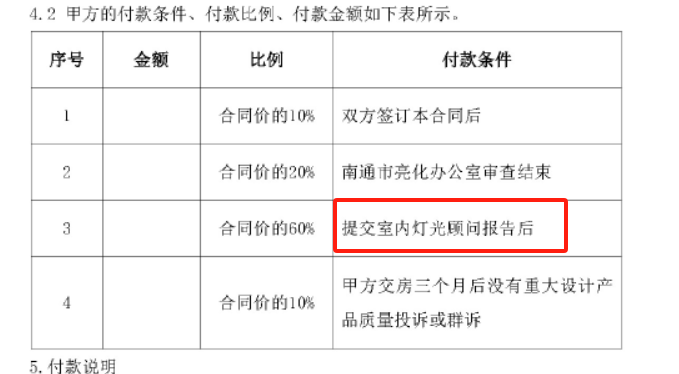 4.2 甲方的付款条件、付款比例、付款金额如下表所示。
序号 金额 比例 付款条件
1 合同价的10% 双方签订本合同后
2 合同价的20% 南通市亮化办公室审查结束
3 合同价的60% 提交室内灯光顾问报告后
4 合同价的10% 甲方交房三个月后没有重大设计产
品质量投诉或群诉
5.付款说明